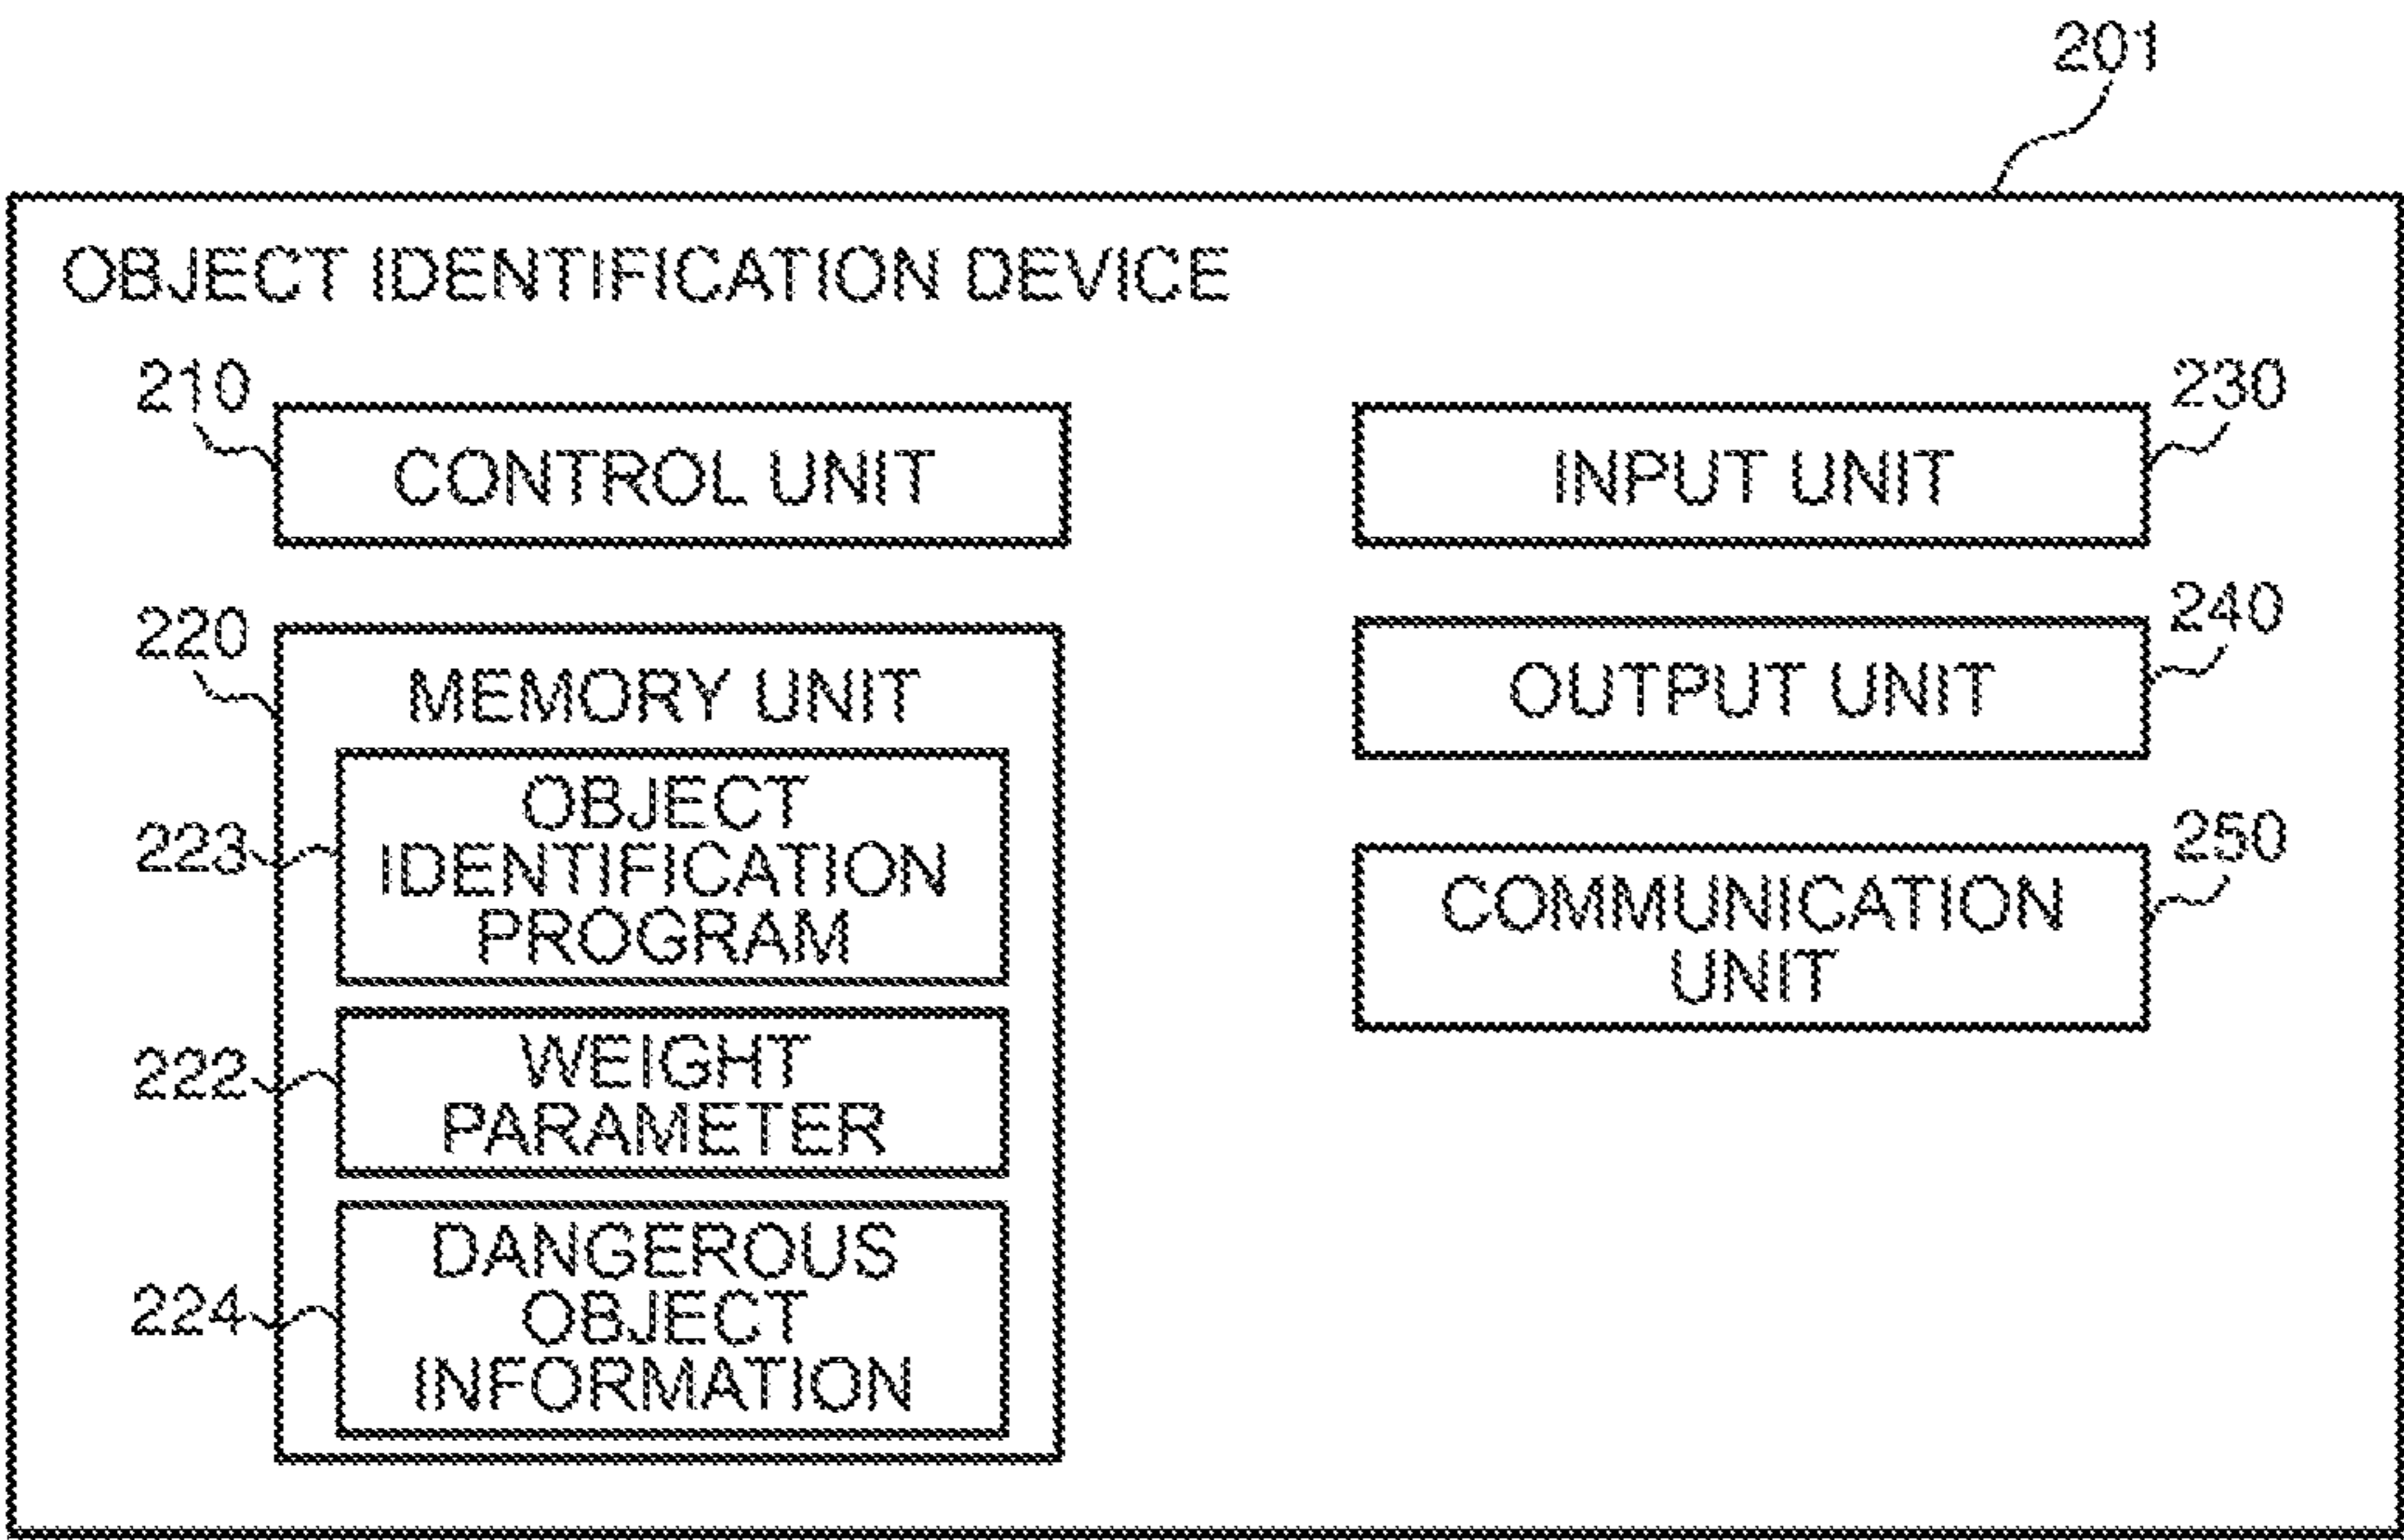 201
OBJECT IDENTIFICATION DEVICE
210
CONTROL UNIT
220
MEMORY UNIT
223
OBJECT
IDENTIFICATION
PROGRAM
222
WEIGHT
PARAMETER
224
DANGEROUS
OBJECT
INFORMATION
230
INPUT UNIT
240
OUTPUT UNIT
250
COMMUNICATION
UNIT